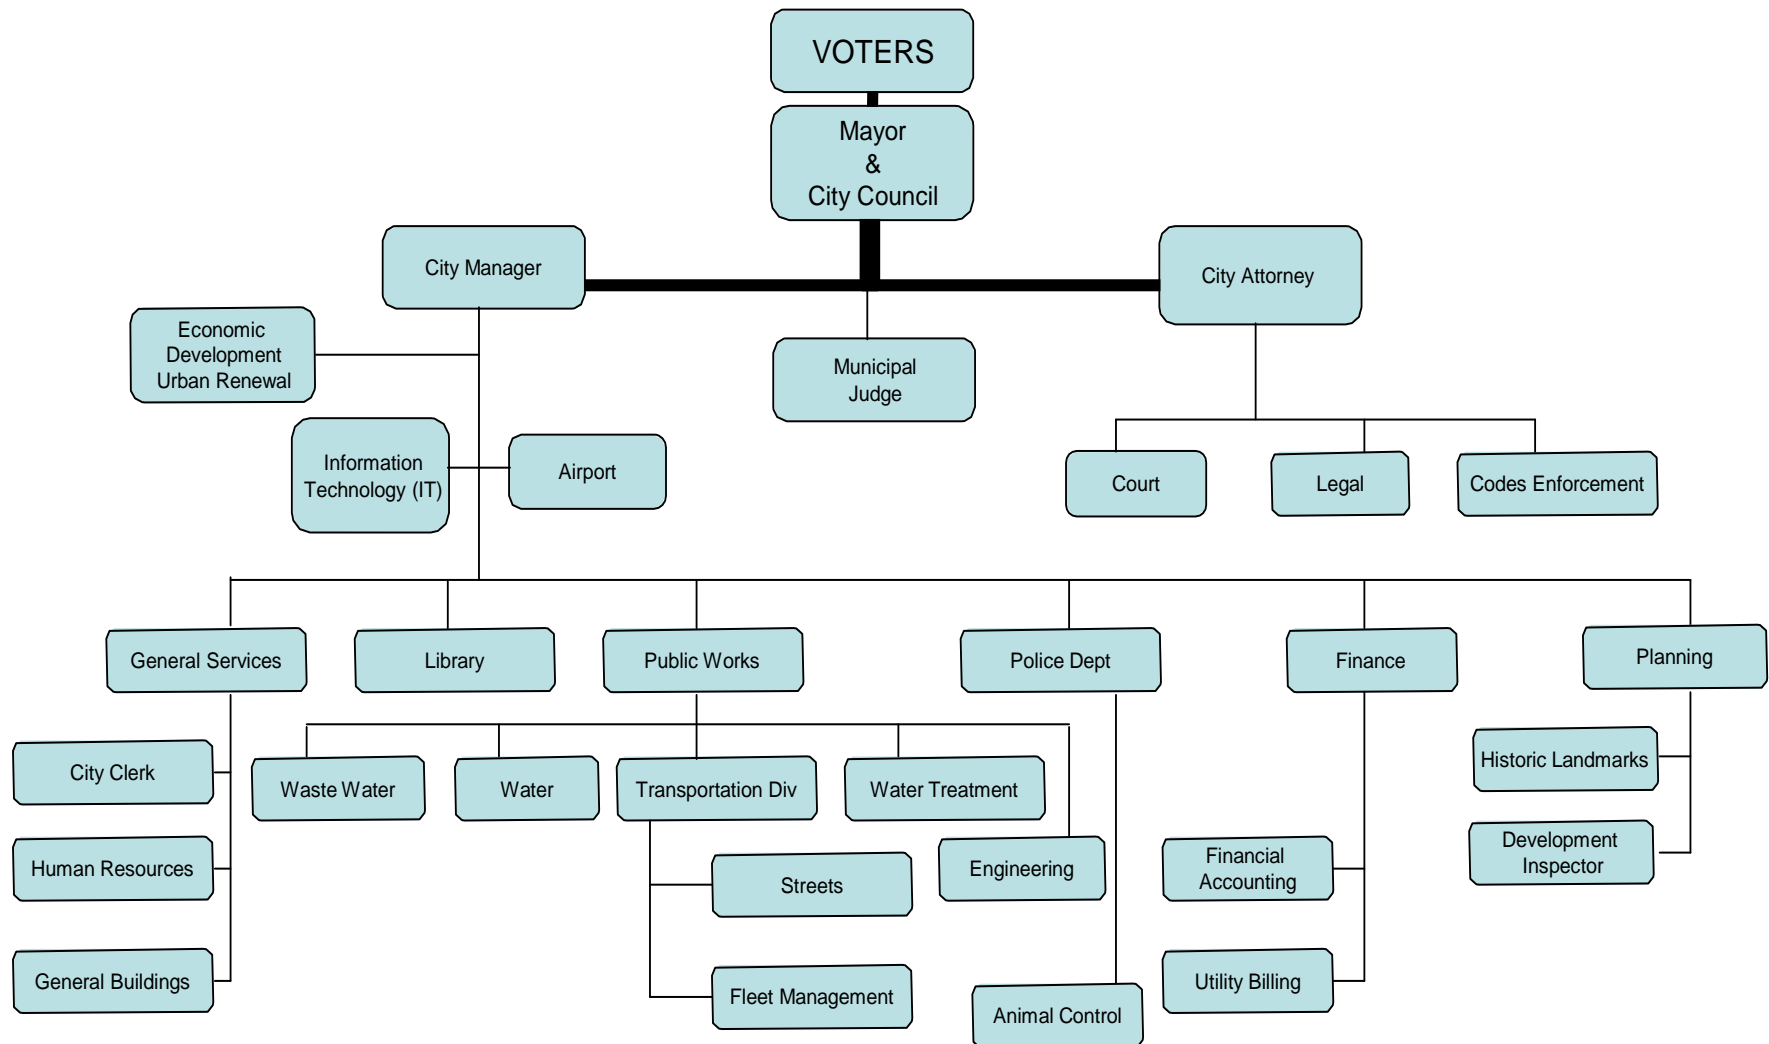 VOTERS
Mayor
&
City Council
City Manager
City Attorney
Economic
Development
Urban Renewal
Municipal
Judge
Information
Technology (IT)
Airport
Court
Legal
Codes Enforcement
General Services
Library
Public Works
Police Dept
Finance
Planning
City Clerk
Waste Water
Water
Transportation Div
Water Treatment
Historic Landmarks
Human Resources
Streets
Engineering
Financial
Accounting
Development
Inspector
General Buildings
Fleet Management
Animal Control
Utility Billing